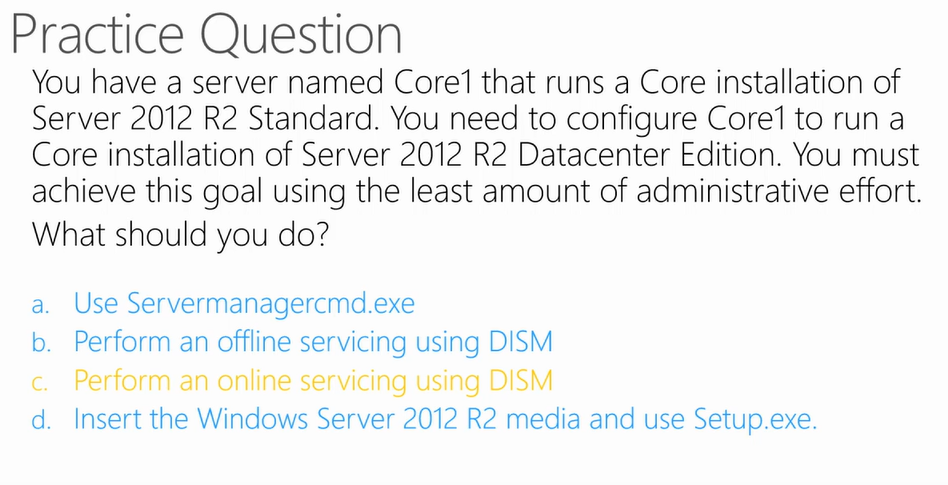 Practice Question
You have a server named Core1 that runs a Core installation of
Server 2012 R2 Standard. You need to configure Core1 to run a
Core installation of Server 2012 R2 Datacenter Edition. You must
achieve this goal using the least amount of administrative effort.
What should you do?
a. Use Servermanagercmd.exe
b. Perform an offline servicing using DISM
c. Perform an online servicing using DISM
d. Insert the Windows Server 2012 R2 media and use Setup.exe.